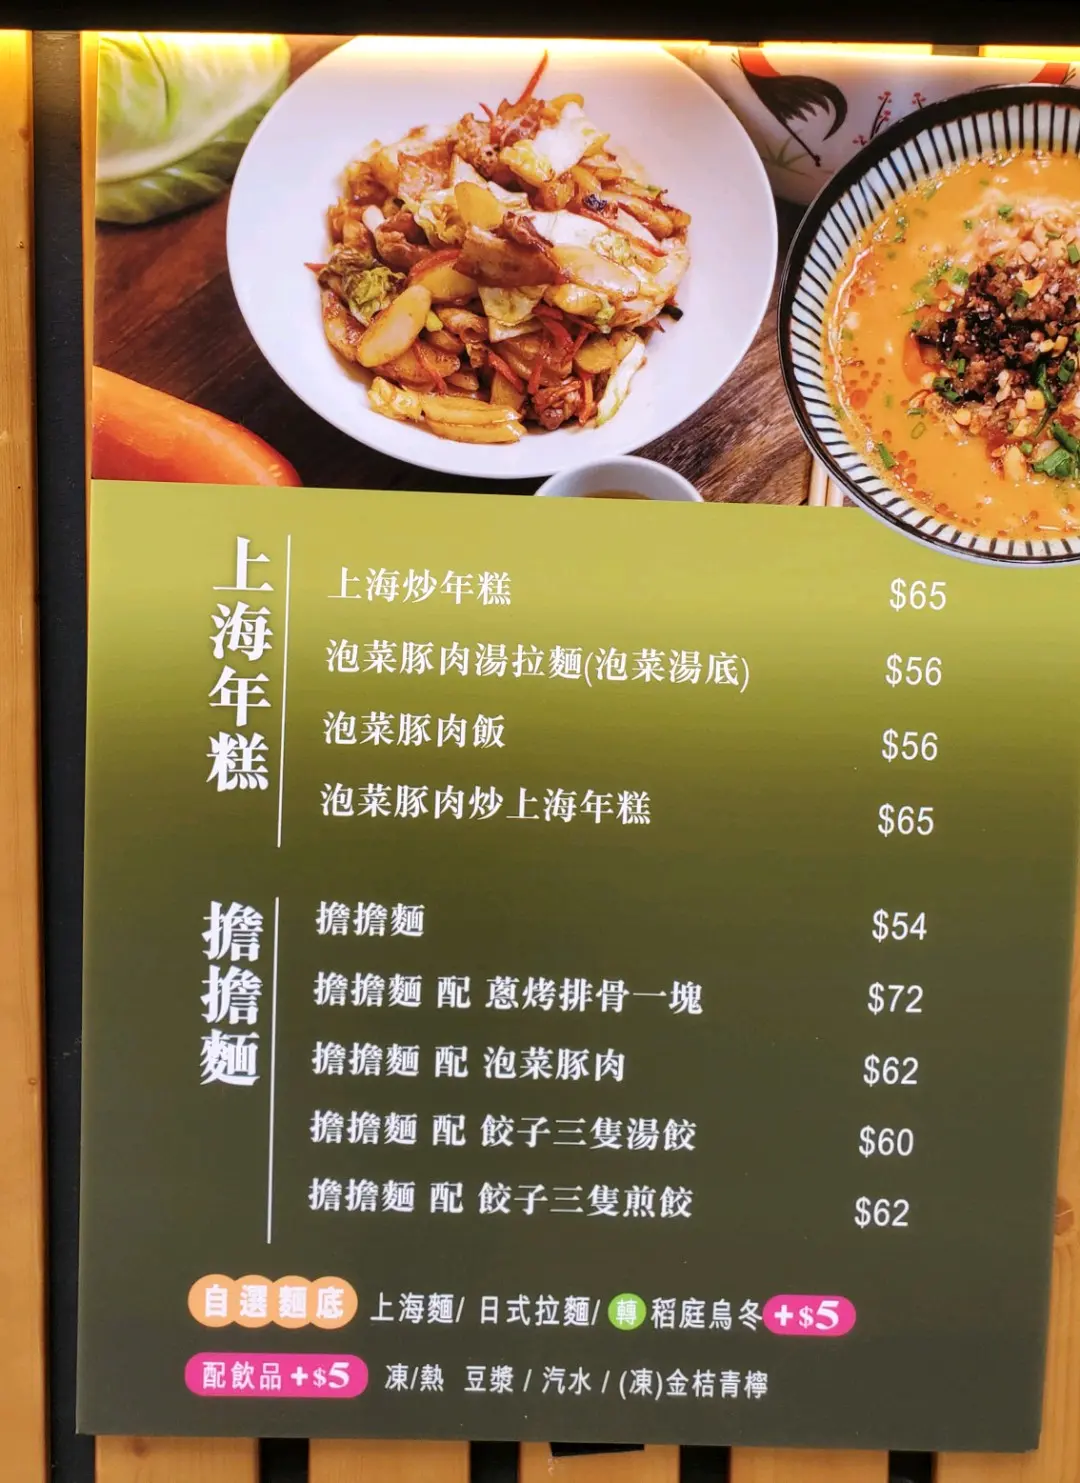 上海年糕
上海炒年糕 $65
泡菜豚肉湯拉麵(泡菜湯底) $56
泡菜豚肉飯 $56
泡菜豚肉炒上海年糕 $65
擔擔麵
擔擔麵 $54
擔擔麵 配 蔥烤排骨一塊 $72
擔擔麵 配 泡菜豚肉 $62
擔擔麵 配 餃子三隻湯餃 $60
擔擔麵 配 餃子三隻煎餃 $62
自選麵底 上海麵/ 日式拉麵/ 轉 稻庭烏冬 +$5
配飲品+$5 凍/熱 豆漿 / 汽水 / (凍)金桔青檸